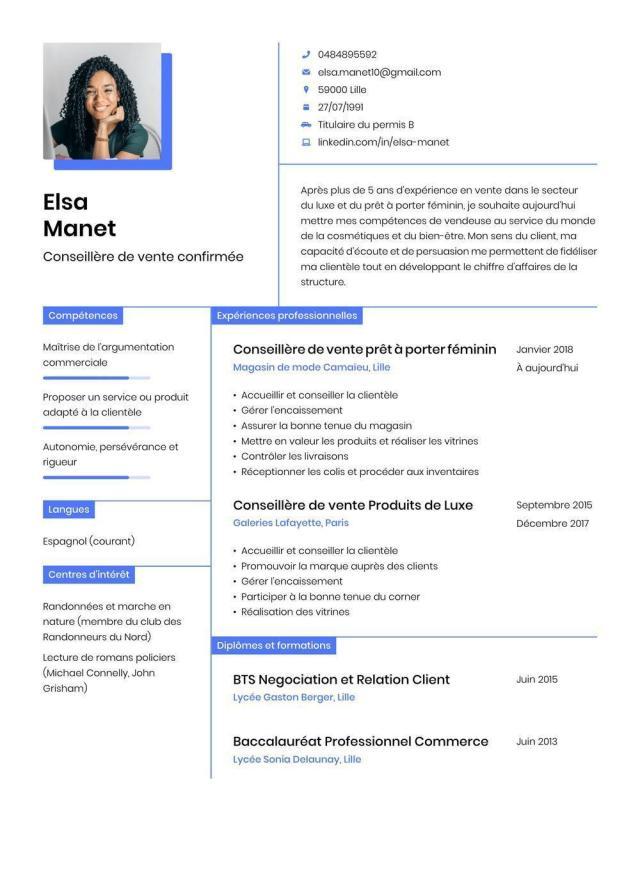 0484895592
elsa.manet10@gmail.com
59000 Lille
27/07/1991
Titulaire du permis B
linkedin.com/in/elsa-manet
Elsa
Manet
Conseillère de vente confirmée
Après plus de 5 ans d'expérience en vente dans le secteur
du luxe et du prêt à porter féminin, je souhaite aujourd'hui
mettre mes compétences de vendeuse au service du monde
de la cosmétiques et du bien-être. Mon sens du client, ma
capacité d'écoute et de persuasion me permettent de fidéliser
ma clientèle tout en développant le chiffre d'affaires de la
structure.
Compétences
Maîtrise de l'argumentation
commerciale
Proposer un service ou produit
adapté à la clientèle
Autonomie, persévérance et
rigueur
Langues
Espagnol (courant)
Centres d'intérêt
Randonnées et marche en
nature (membre du club des
Randonneurs du Nord)
Lecture de romans policiers
(Michael Connelly, John
Grisham)
Expériences professionnelles
Conseillère de vente prêt à porter féminin
Janvier 2018
Magasin de mode Camaïeu, Lille
À aujourd'hui
• Accueillir et conseiller la clientèle
• Gérer l'encaissement
• Assurer la bonne tenue du magasin
• Mettre en valeur les produits et réaliser les vitrines
• Contrôler les livraisons
• Réceptionner les colis et procéder aux inventaires
Conseillère de vente Produits de Luxe
Septembre 2015
Galeries Lafayette, Paris
Décembre 2017
• Accueillir et conseiller la clientèle
• Promouvoir la marque auprès des clients
• Gérer l'encaissement
• Participer à la bonne tenue du corner
• Réalisation des vitrines
Diplômes et formations
BTS Negociation et Relation Client
Juin 2015
Lycée Gaston Berger, Lille
Baccalauréat Professionnel Commerce
Juin 2013
Lycée Sonia Delaunay, Lille